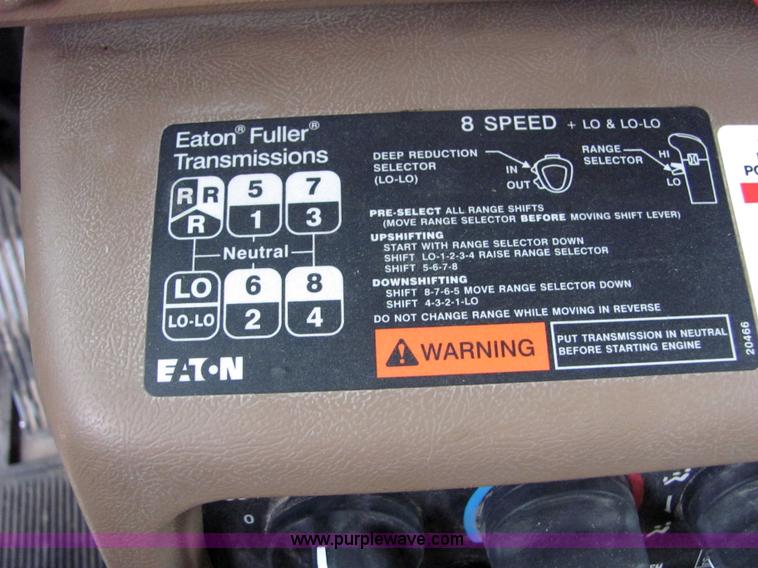 Eaton® Fuller®
Transmissions
8 SPEED + LO & LO-LO
DEEP REDUCTION
SELECTOR
(LO-LO)
IN
OUT
RANGE
SELECTOR
HI
LO
R R 5 7
R 1 3
Neutral
LO 6 8
LO-LO 2 4
PRE-SELECT ALL RANGE SHIFTS
(MOVE RANGE SELECTOR BEFORE MOVING SHIFT LEVER)
UPSHIFTING
START WITH RANGE SELECTOR DOWN
SHIFT LO-1-2-3-4 RAISE RANGE SELECTOR
SHIFT 5-6-7-8
DOWNSHIFTING
SHIFT 8-7-6-5 MOVE RANGE SELECTOR DOWN
SHIFT 4-3-2-1-LO
DO NOT CHANGE RANGE WHILE MOVING IN REVERSE
WARNING
PUT TRANSMISSION IN NEUTRAL
BEFORE STARTING ENGINE
20466
EATON
PO
0
www.purplewave.com